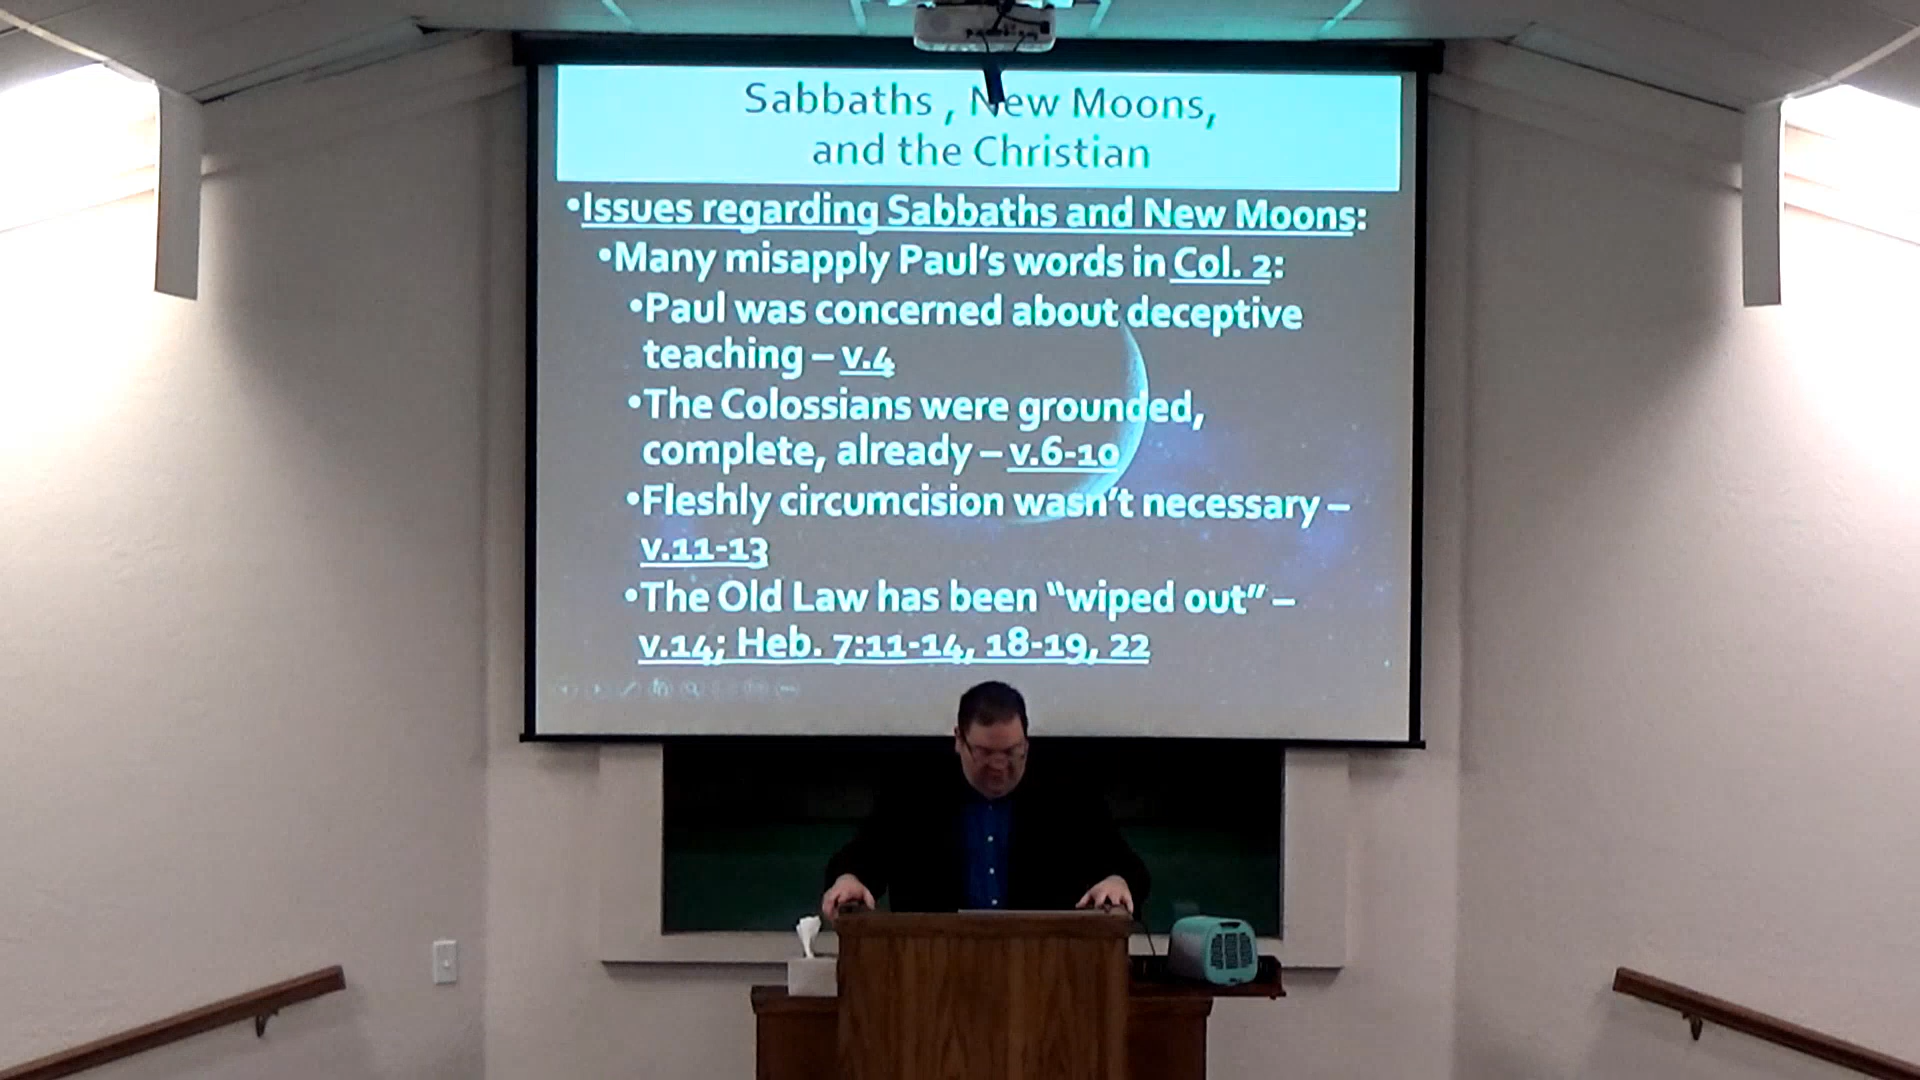 Sabbaths , New Moons,
and the Christian
•Issues regarding Sabbaths and New Moons:
•Many misapply Paul's words in Col. 2:
•Paul was concerned about deceptive
teaching – v.4
•The Colossians were grounded,
complete, already – v.6-10
•Fleshly circumcision wasn't necessary –
v.11-13
•The Old Law has been "wiped out" –
v.14; Heb. 7:11-14, 18-19, 22